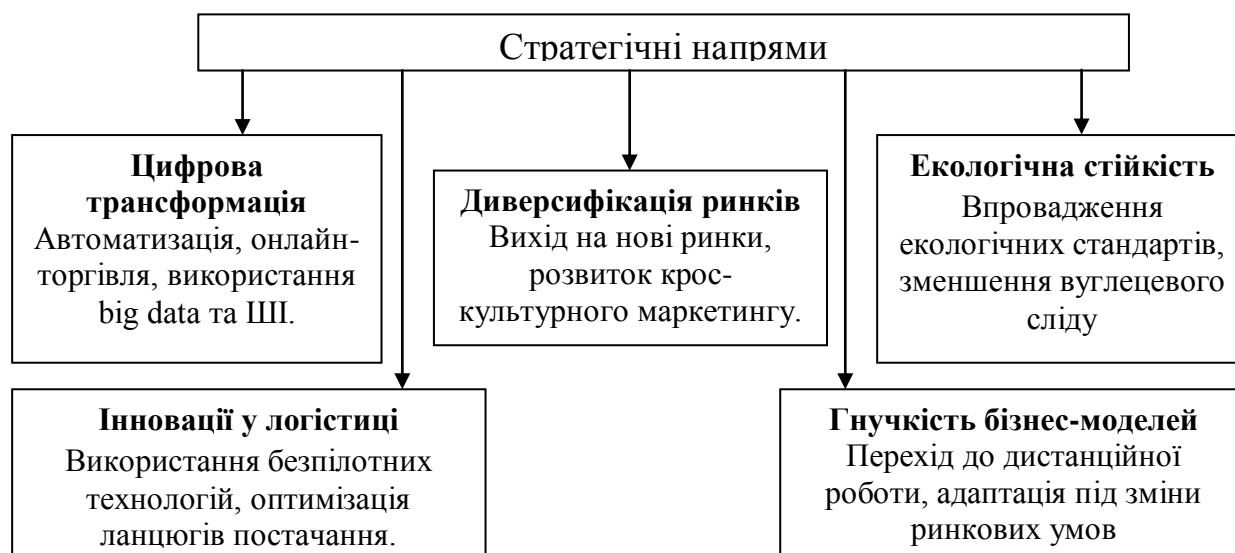 Стратегічні напрями
Цифрова
трансформація
Автоматизація, онлайн-
торгівля, використання
big data та ШІ.
Диверсифікація ринків
Вихід на нові ринки,
розвиток крос-
культурного маркетингу.
Екологічна стійкість
Впровадження
екологічних стандартів,
зменшення вуглецевого
сліду
Інновації у логістиці
Використання безпілотних
технологій, оптимізація
ланцюгів постачання.
Гнучкість бізнес-моделей
Перехід до дистанційної
роботи, адаптація під зміни
ринкових умов